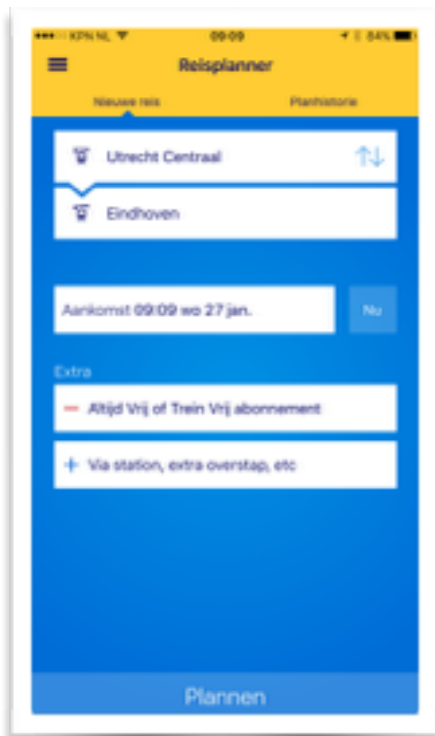 KPN NL 09:09 84%
Reisplanner
Nieuwe reis Planhistorie
Utrecht Centraal
Eindhoven
Aankomst 09:09 wo 27 jan. Nu
Extra
— Altijd Vrij of Trein Vrij abonnement
+ Via station, extra overstap, etc
Plannen